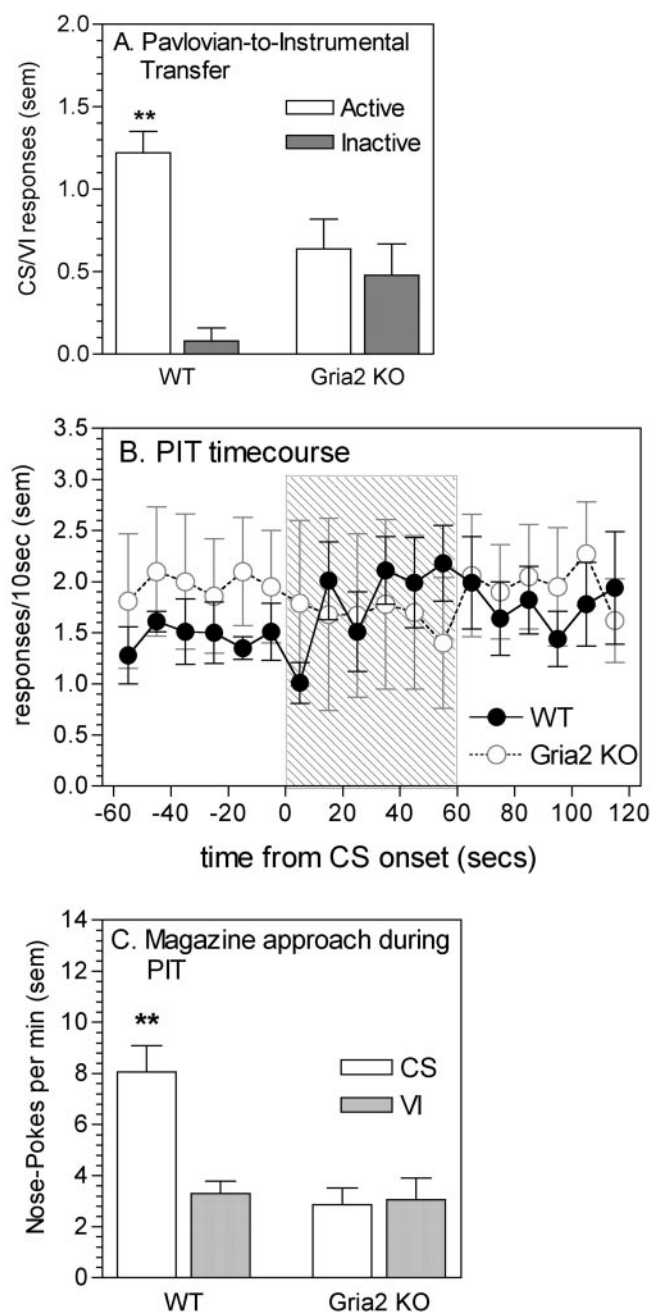 A. Pavlovian-to-Instrumental
Transfer
**
Active
Inactive
CS/VI responses (sem)
2.0
1.5
1.0
0.5
0.0
WT
Gria2 KO
B. PIT timecourse
responses/10sec (sem)
3.5
3.0
2.5
2.0
1.5
1.0
0.5
0.0
WT
Gria2 KO
-60
-40
-20
0
20
40
60
80
100
120
time from CS onset (secs)
C. Magazine approach during
PIT
**
CS
VI
Nose-Pokes per min (sem)
14
12
10
8
6
4
2
0
WT
Gria2 KO